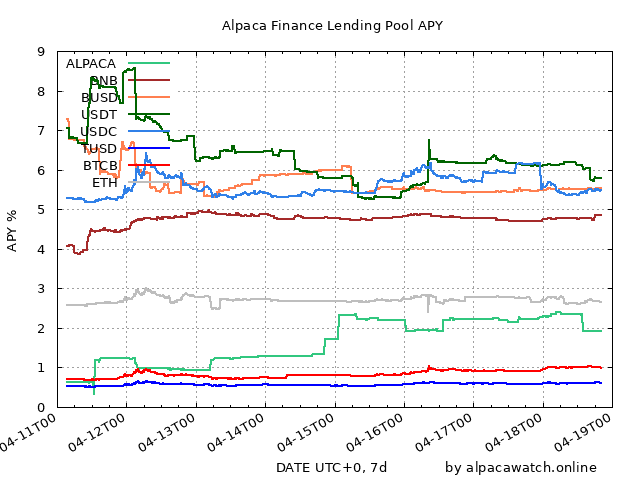 Alpaca Finance Lending Pool APY
9
8
7
6
5
4
3
2
1
0
APY %
ALPACA
BNB
BUSD
USDT
USDC
TUSD
BTCB
ETH
04-11T00
04-12T00
04-13T00
04-14T00
04-15T00
04-16T00
04-17T00
04-18T00
04-19T00
DATE UTC+0, 7d
by alpacawatch.online